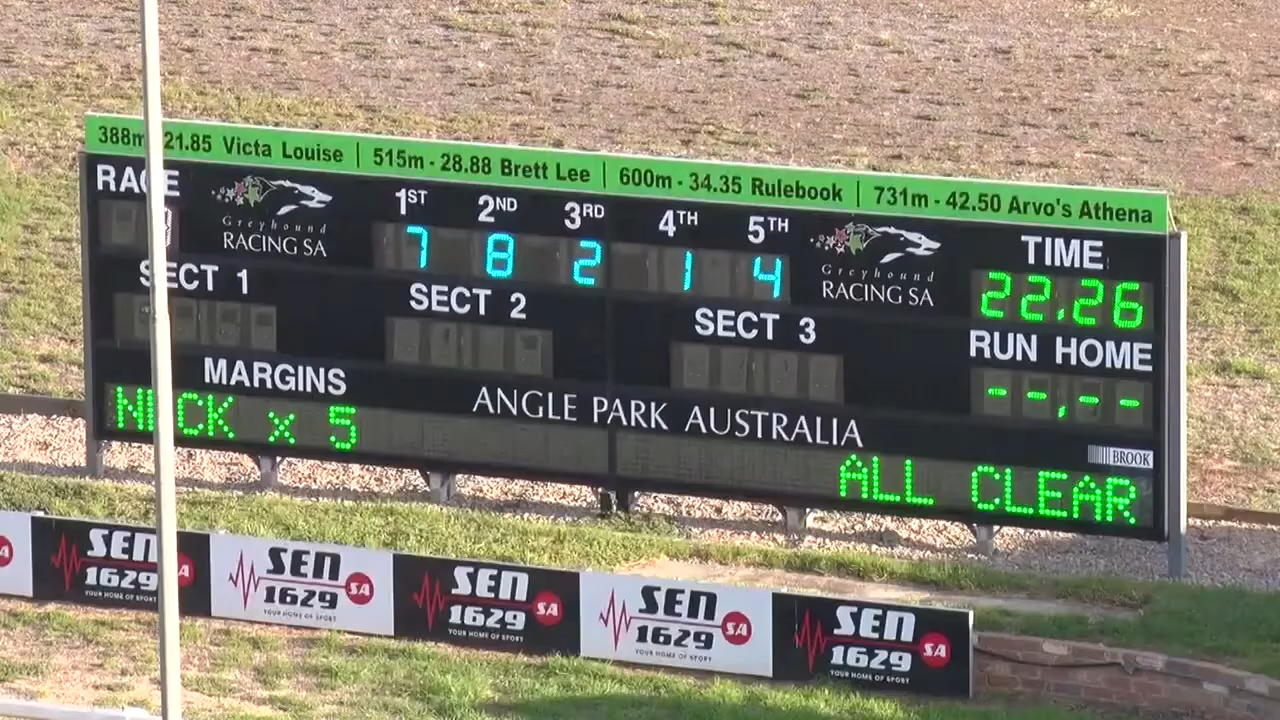 388m 21.85 Victa Louise | 515m - 28.88 Brett Lee | 600m - 34.35 Rulebook | 731m - 42.50 Arvo's Athena
RACE
Greyhound
RACING SA
1ST 2ND 3RD 4TH 5TH
7 8 2 1 4
Greyhound
RACING SA
TIME
22.26
SECT 1
SECT 2
SECT 3
RUN HOME
--.--
MARGINS
NECK x 5
ANGLE PARK AUSTRALIA
BROOK
ALL CLEAR
A
SEN
1629
SA
YOUR HOME OF SPORT
SEN
1629
SA
YOUR HOME OF SPORT
SEN
1629
SA
YOUR HOME OF SPORT
SEN
1629
SA
YOUR HOME OF SPORT
SEN
1629
SA
YOUR HOME OF SPORT